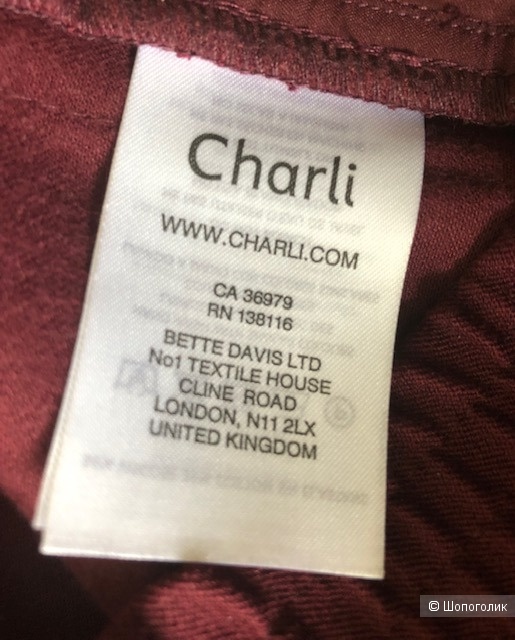 Charli
WWW.CHARLI.COM
CA 36979
RN 138116
BETTE DAVIS LTD
No1 TEXTILE HOUSE
CLINE ROAD
LONDON, N11 2LX
UNITED KINGDOM
© Шопоголик